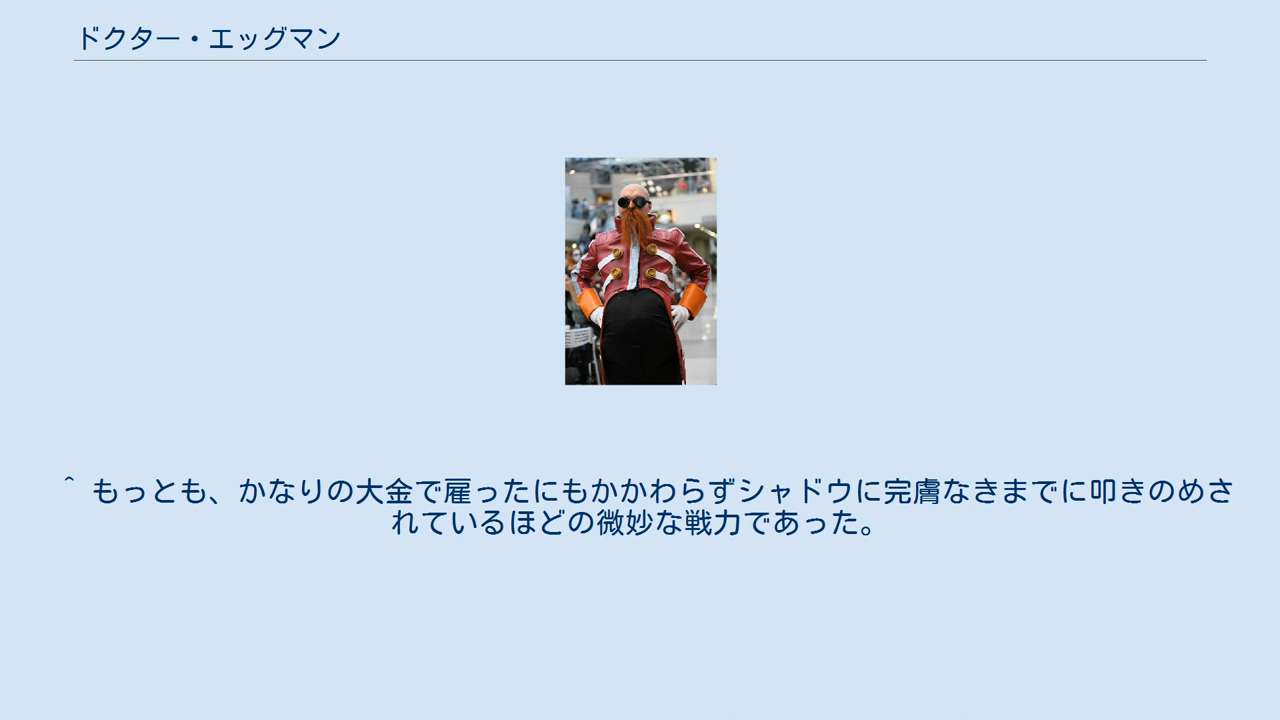 ドクター・エッグマン
^ もっとも、かなりの大金で雇ったにもかかわらずシャドウに完膚なきまでに叩きのめさ
れているほどの微妙な戦力であった。